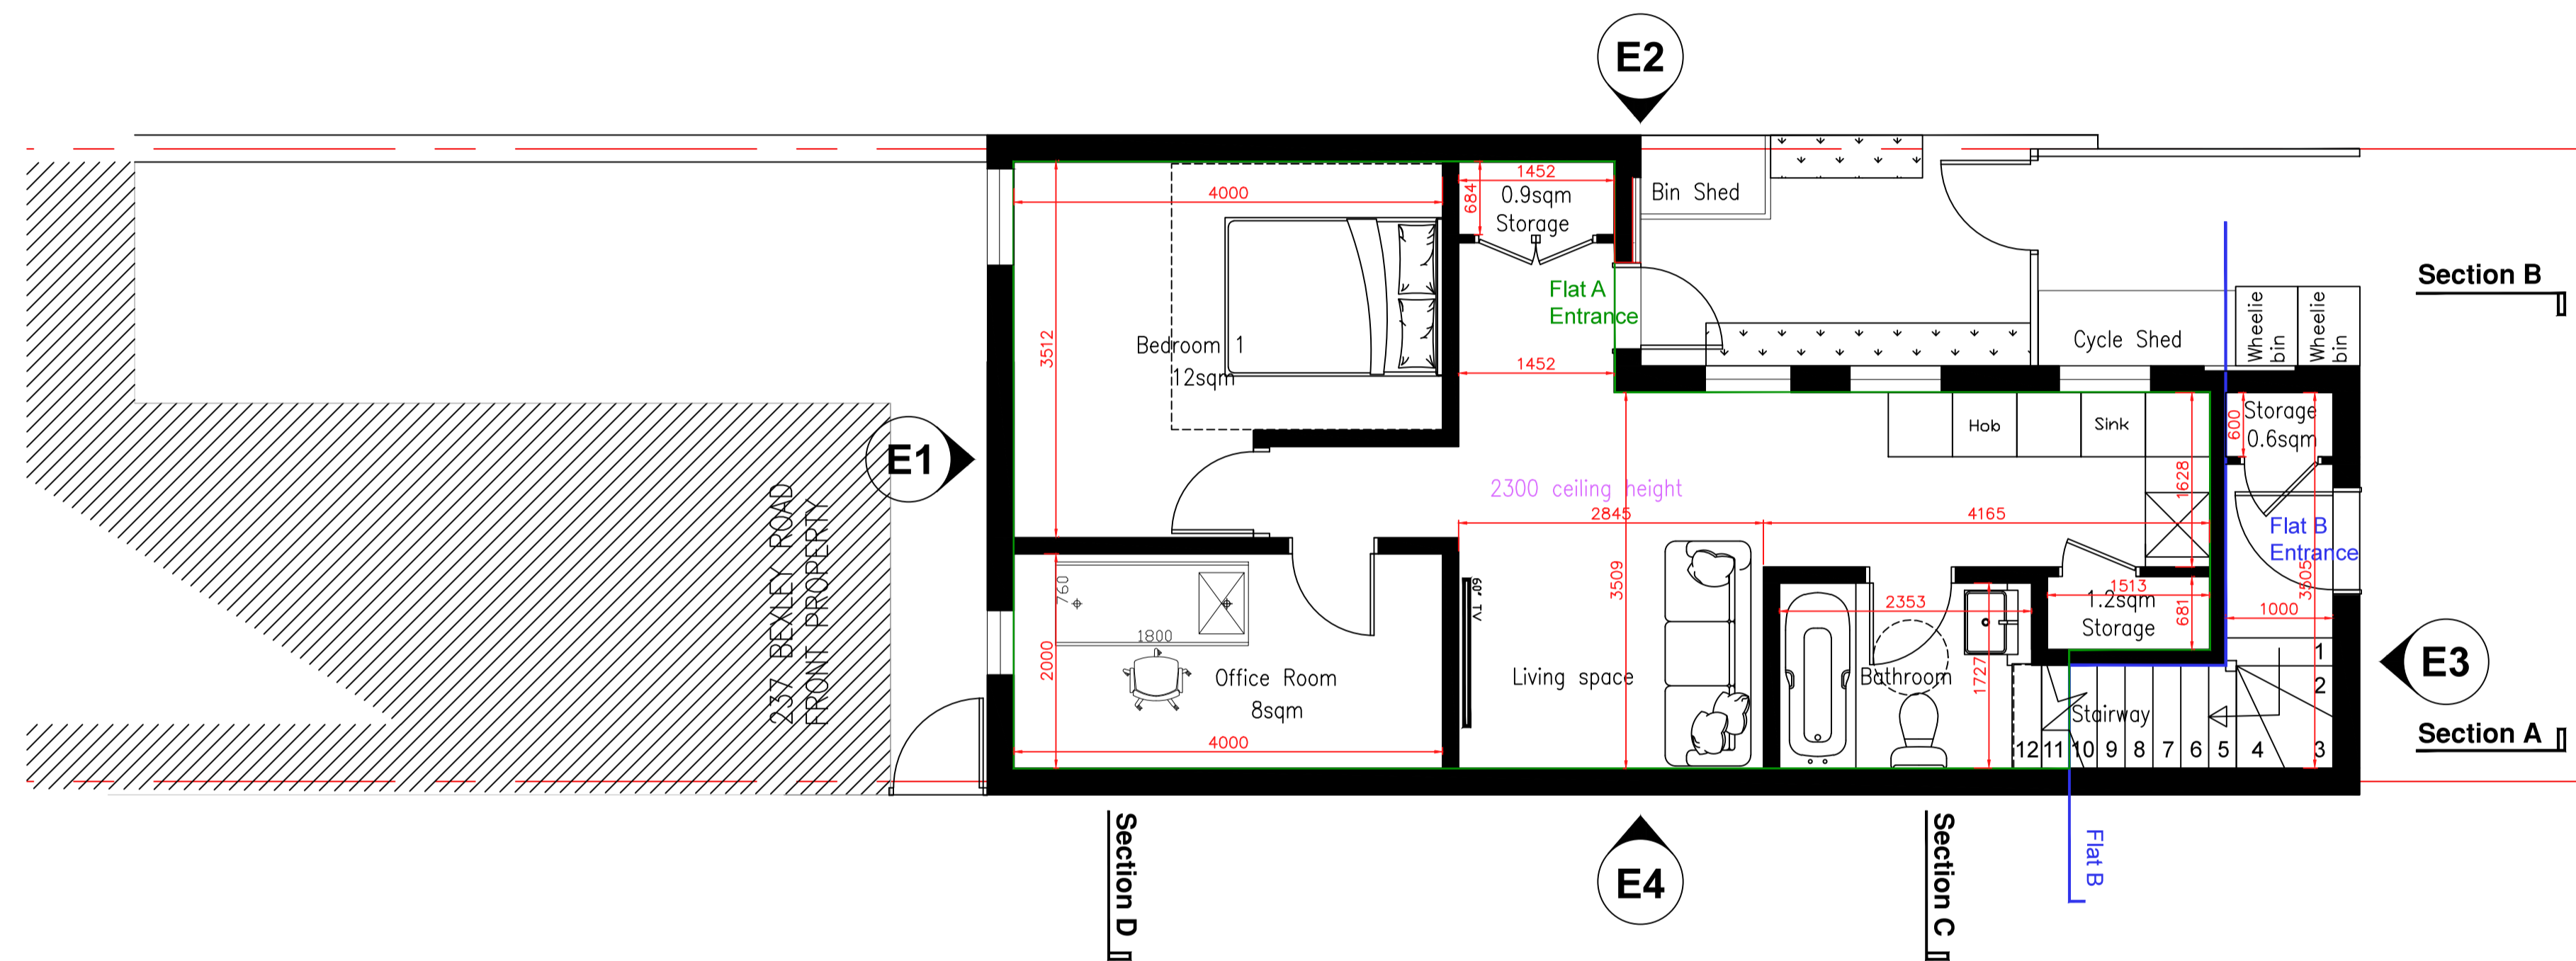 E2
1452
684
0.9sqm
Storage
Bin Shed
4000
Section B
Flat A
Entrance
Wheelie
bin
Wheelie
bin
Cycle Shed
3512
Bedroom 1
12sqm
1452
Storage
0.6sqm
600
Hob
Sink
E1
1628
2300 ceiling height
2845
4165
237 BEXLEY ROAD
FRONT PROPERTY
Flat B
Entrance
3505
760
60" TV
3509
1513
1.2sqm
Storage
681
2353
1000
1800
2000
Office Room
8sqm
Living space
Bathroom
1727
1
2
E3
Stairway
12 11 10 9 8 7 6 5 4 3
Section A
4000
Section D
E4
Section C
Flat B